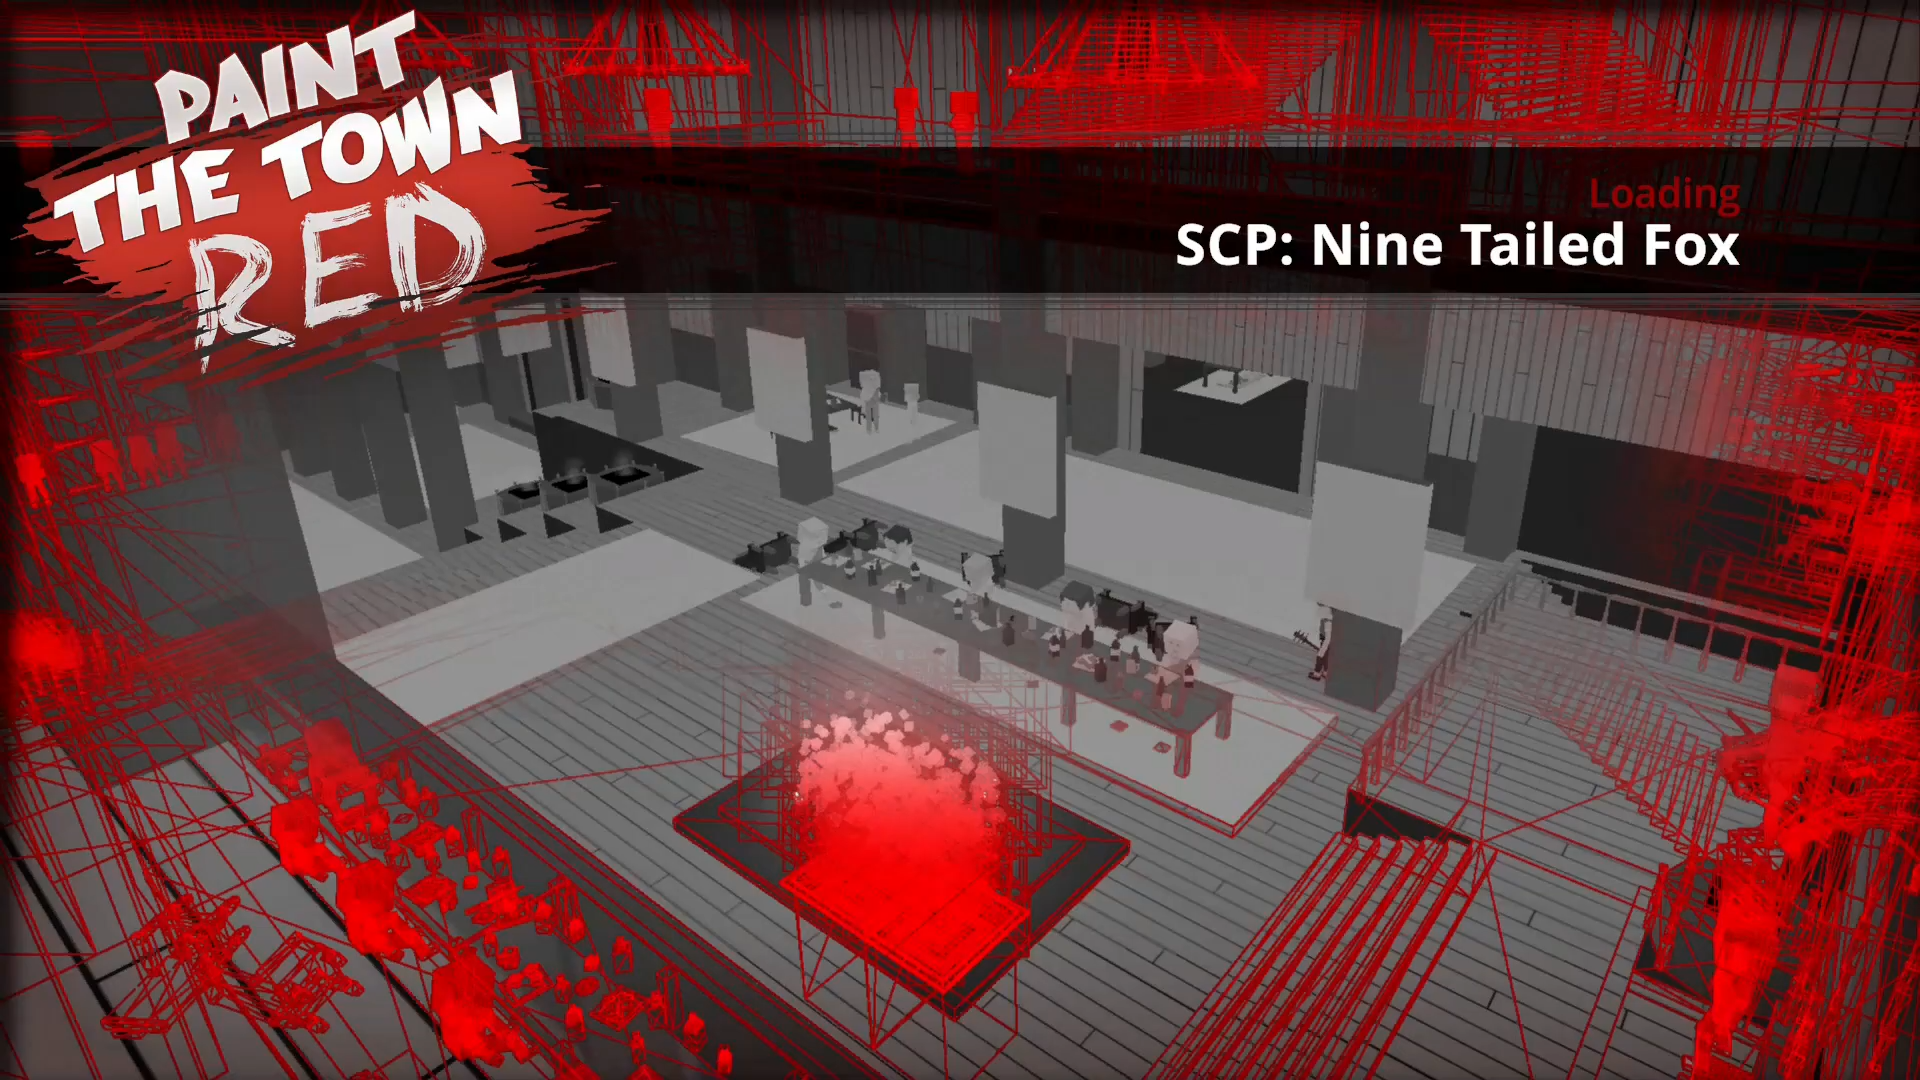 PAINT
THE TOWN
RED
Loading
SCP: Nine Tailed Fox